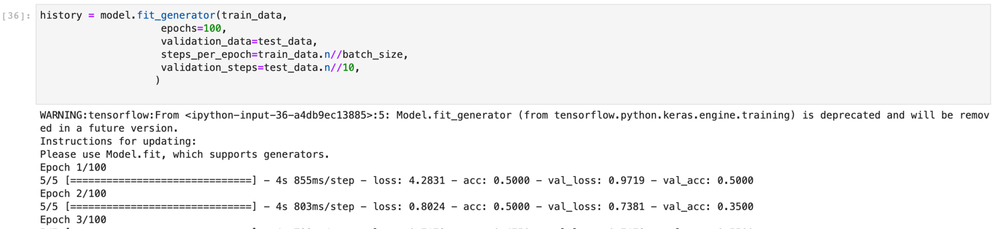 [36]: history = model.fit_generator(train_data,
epochs=100,
validation_data=test_data,
steps_per_epoch=train_data.n//batch_size,
validation_steps=test_data.n//10,
)
WARNING:tensorflow:From <ipython-input-36-a4db9ec13885>:5: Model.fit_generator (from tensorflow.python.keras.engine.training) is deprecated and will be remov
ed in a future version.
Instructions for updating:
Please use Model.fit, which supports generators.
Epoch 1/100
5/5 [==============================] - 4s 855ms/step - loss: 4.2831 - acc: 0.5000 - val_loss: 0.9719 - val_acc: 0.5000
Epoch 2/100
5/5 [==============================] - 4s 803ms/step - loss: 0.8024 - acc: 0.5000 - val_loss: 0.7381 - val_acc: 0.3500
Epoch 3/100